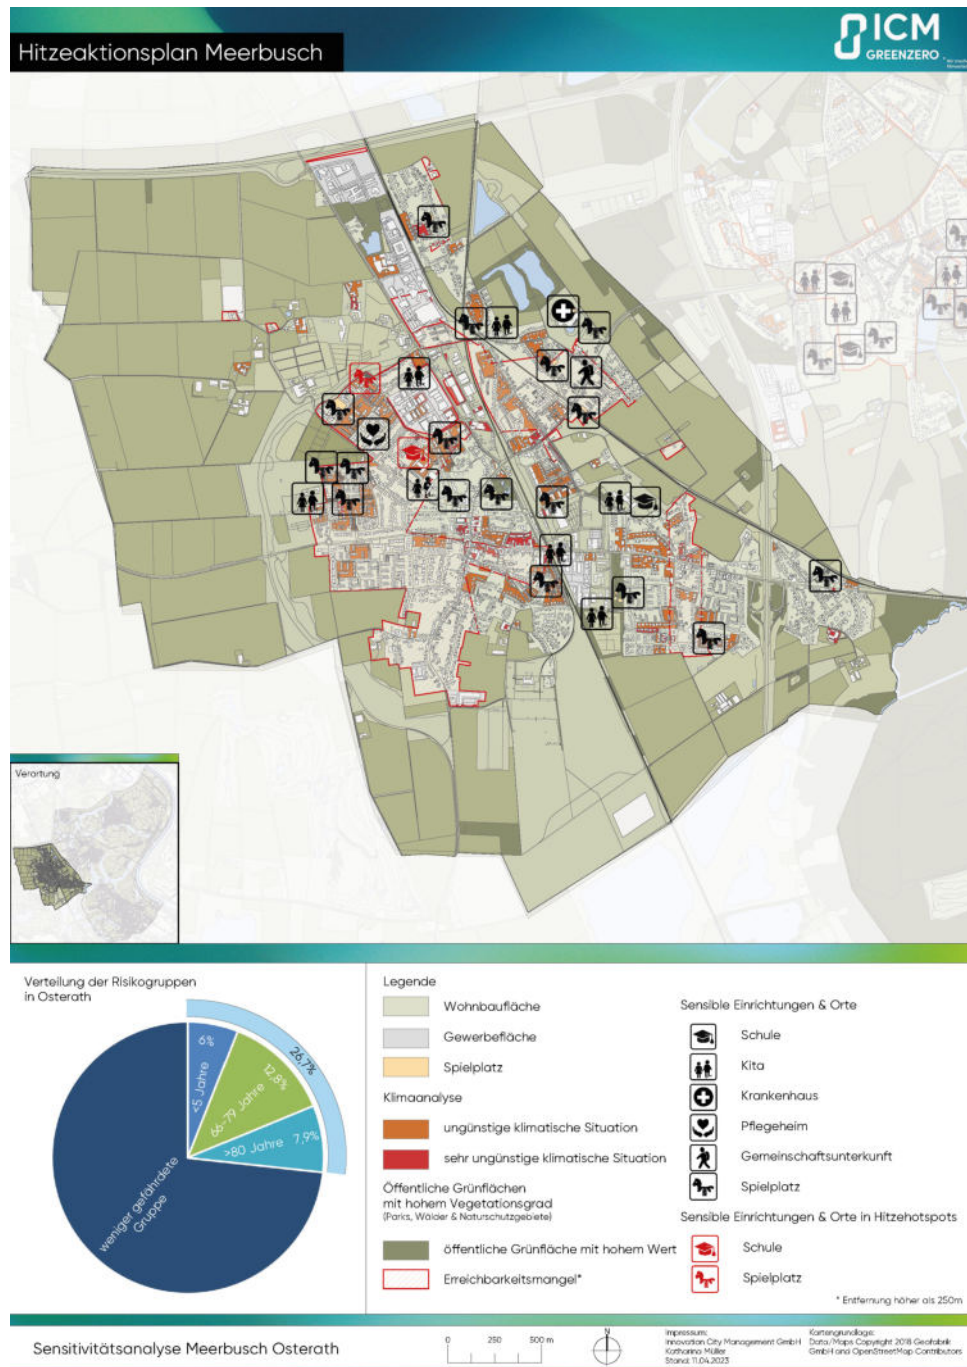 Hitzeaktionsplan Meerbusch
ICM
GREENZERO
Verortung
Verteilung der Risikogruppen
in Osterath
6%
<5 Jahre
12,8%
66-79 Jahre
>80 Jahre 7,9%
26,7%
weniger gefährdete
Gruppe
Legende
Wohnbaufläche
Gewerbefläche
Spielplatz
Klimaanalyse
ungünstige klimatische Situation
sehr ungünstige klimatische Situation
Öffentliche Grünflächen
mit hohem Vegetationsgrad
(Parks, Wälder & Naturschutzgebiete)
öffentliche Grünfläche mit hohem Wert
Erreichbarkeitsmangel*
Sensible Einrichtungen & Orte
Schule
Kita
Krankenhaus
Pflegeheim
Gemeinschaftsunterkunft
Spielplatz
Sensible Einrichtungen & Orte in Hitzehotspots
Schule
Spielplatz
* Entfernung höher als 250m
Sensitivitätsanalyse Meerbusch Osterath
0 250 500 m
N
Impressum:
Innovation City Management GmbH
Katharina Müller
Stand: 11.04.2023
Kartengrundlage:
Data/Maps Copyright 2018 Geofabrik
GmbH and OpenStreetMap Contributors